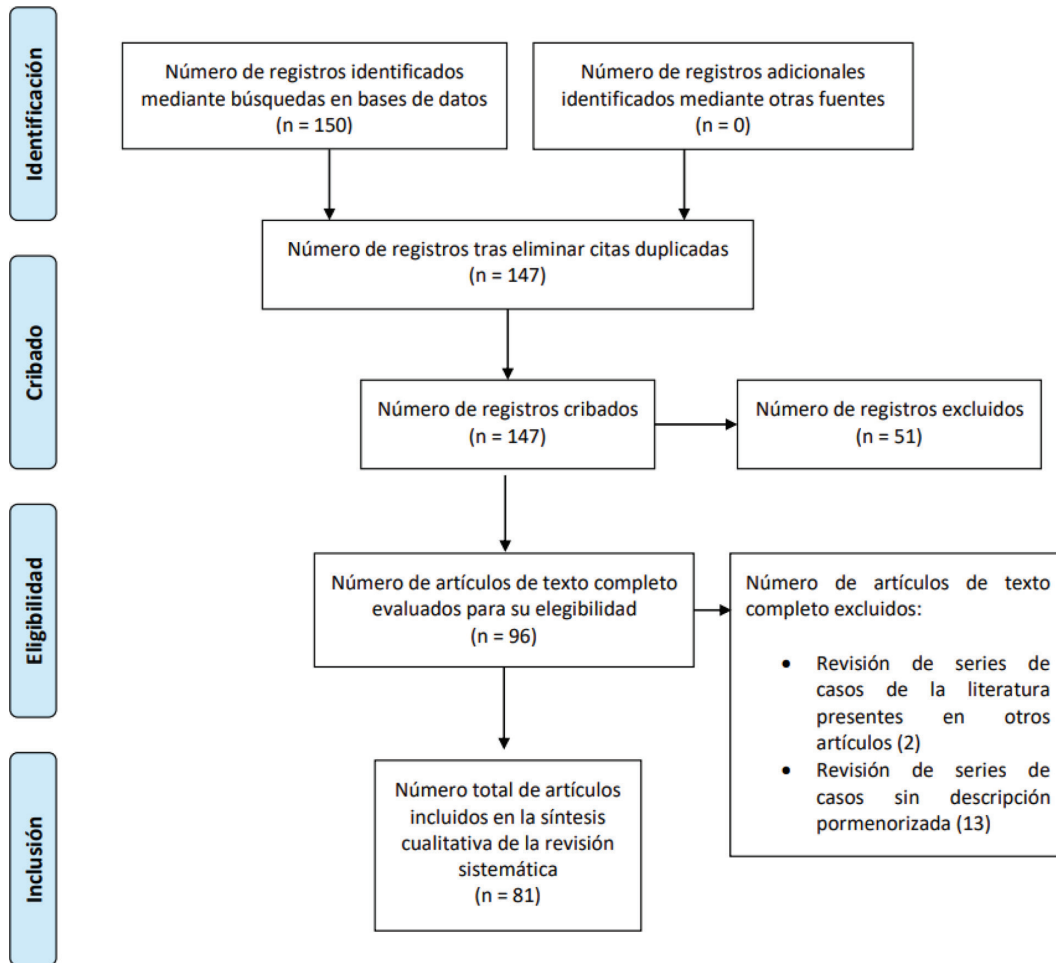 Identificación
Número de registros identificados
mediante búsquedas en bases de datos
(n = 150)
Número de registros adicionales
identificados mediante otras fuentes
(n = 0)
Número de registros tras eliminar citas duplicadas
(n = 147)
Cribado
Número de registros cribados
(n = 147)
Número de registros excluidos
(n = 51)
Eligibilidad
Número de artículos de texto completo
evaluados para su elegibilidad
(n = 96)
Número de artículos de texto
completo excluidos:
• Revisión de series de
casos de la literatura
presentes en otros
artículos (2)
• Revisión de series de
casos sin descripción
pormenorizada (13)
Inclusión
Número total de artículos
incluidos en la síntesis
cualitativa de la revisión
sistemática
(n = 81)